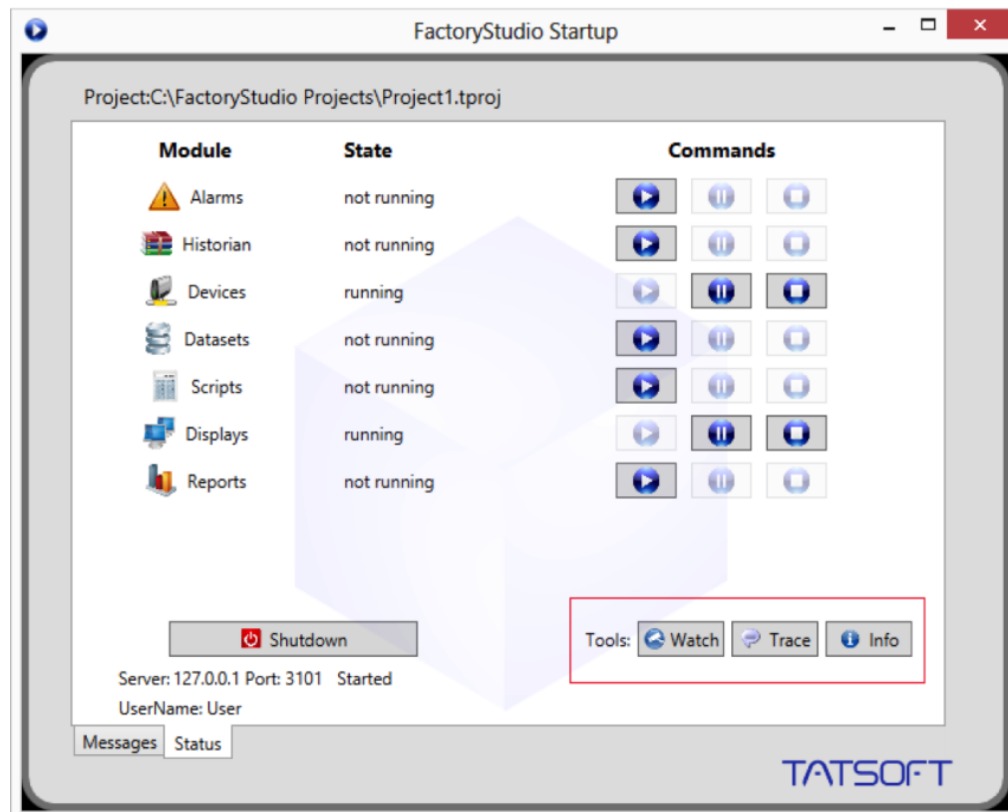 FactoryStudio Startup
Project:C:\FactoryStudio Projects\Project1.tproj
Module State Commands
Alarms not running
Historian not running
Devices running
Datasets not running
Scripts not running
Displays running
Reports not running
Shutdown Tools: Watch Trace Info
Server: 127.0.0.1 Port: 3101 Started
UserName: User
Messages Status
TATSOFT